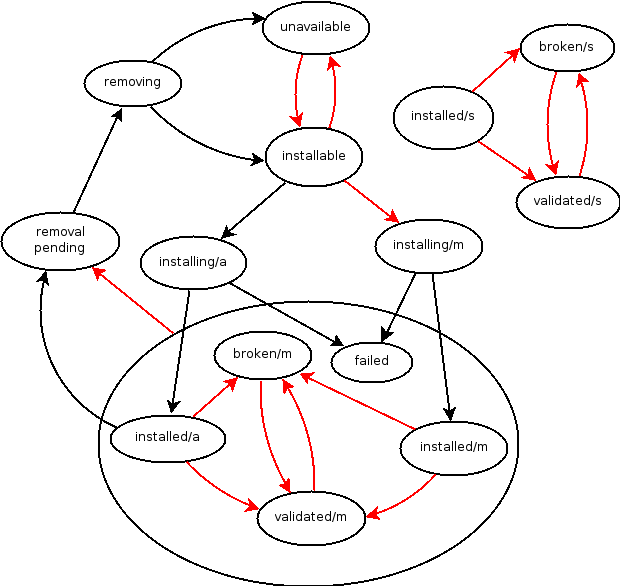 unavailable
broken/s
removing
installed/s
installable
validated/s
removal
pending
installing/m
installing/a
broken/m
failed
installed/a
installed/m
validated/m